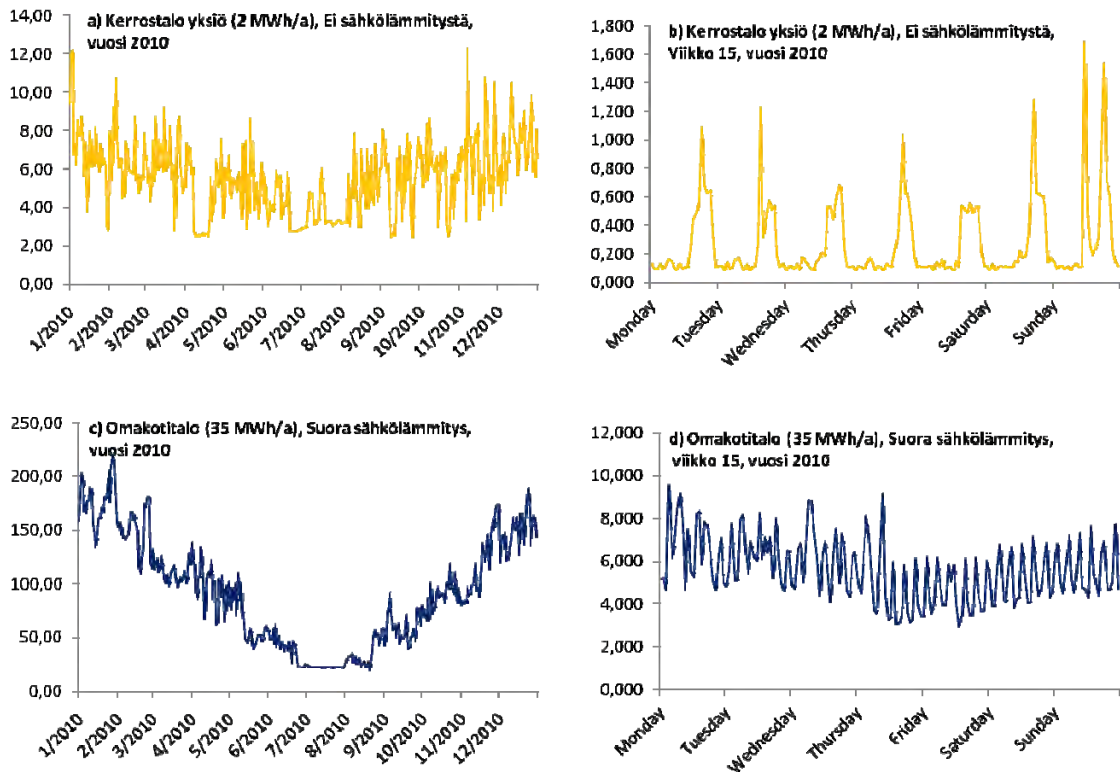 a) Kerrostalo yksiö (2 MWh/a), Ei sähkölämmitystä,
vuosi 2010
14,00
12,00
10,00
8,00
6,00
4,00
2,00
0,00
1/2010
2/2010
3/2010
4/2010
5/2010
6/2010
7/2010
8/2010
9/2010
10/2010
11/2010
12/2010
b) Kerrostalo yksiö (2 MWh/a), Ei sähkölämmitystä,
Viikko 15, vuosi 2010
1,800
1,600
1,400
1,200
1,000
0,800
0,600
0,400
0,200
0,000
Monday
Tuesday
Wednesday
Thursday
Friday
Saturday
Sunday
c) Omakotitalo (35 MWh/a), Suora sähkölämmitys,
vuosi 2010
250,00
200,00
150,00
100,00
50,00
0,00
1/2010
2/2010
3/2010
4/2010
5/2010
6/2010
7/2010
8/2010
9/2010
10/2010
11/2010
12/2010
d) Omakotitalo (35 MWh/a), Suora sähkölämmitys,
viikko 15, vuosi 2010
12,000
10,000
8,000
6,000
4,000
2,000
0,000
Monday
Tuesday
Wednesday
Thursday
Friday
Saturday
Sunday